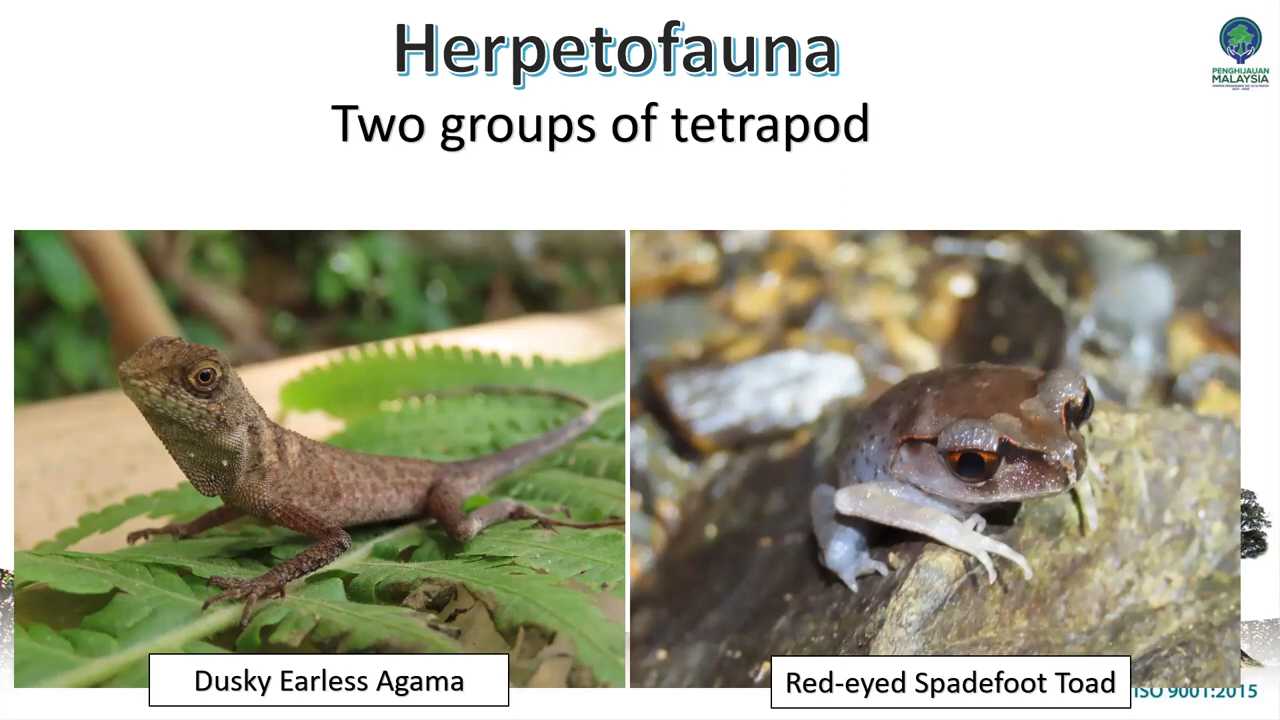 Herpetofauna
PENGHIJAUAN
MALAYSIA
Two groups of tetrapod
Dusky Earless Agama
Red-eyed Spadefoot Toad
ISO 9001:2015